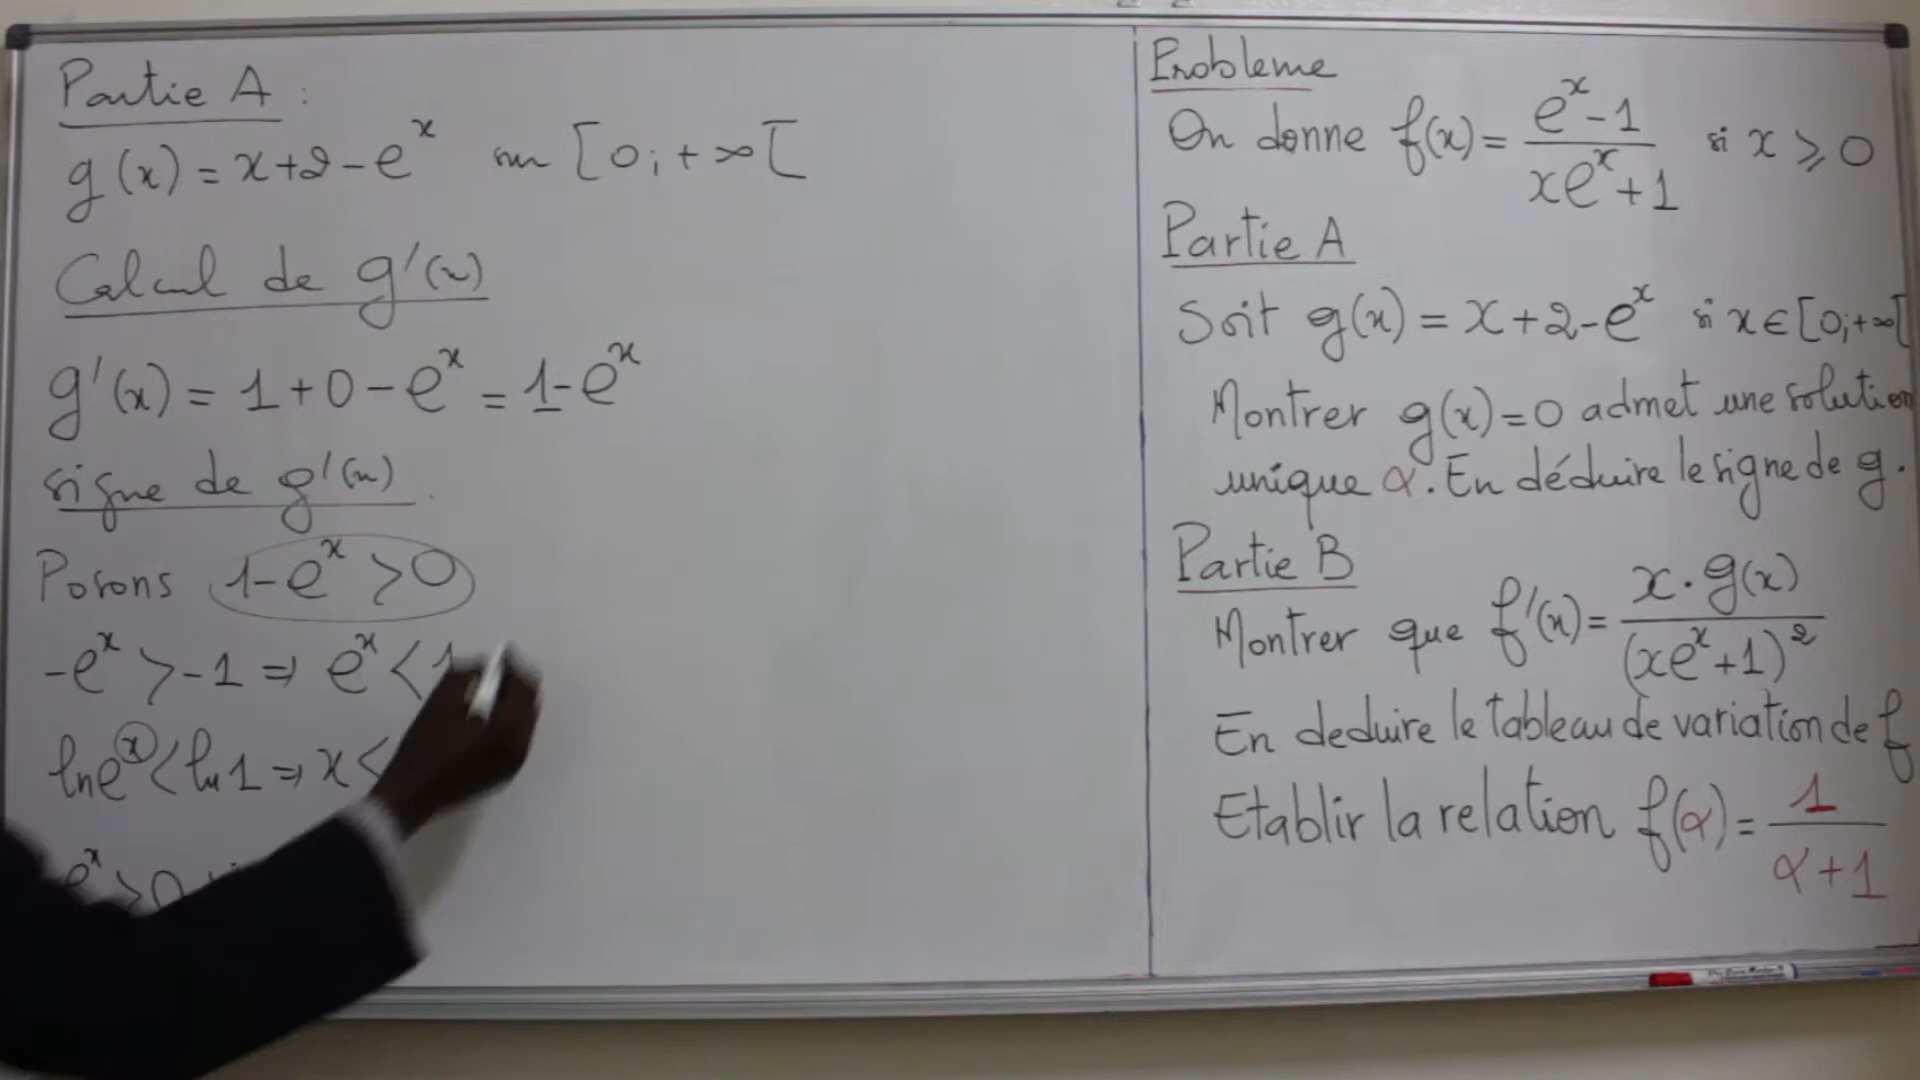 Partie A :
g(x) = x+2-e^x sur [0;+∞[
Calcul de g'(x)
g'(x) = 1+0-e^x = 1-e^x
signe de g'(x)
Posons 1-e^x >0
-e^x >-1 ⇒ e^x <1
ln e^x < ln 1 ⇒ x <
e^x >0
Probleme
On donne f(x)= (e^x-1)/(xe^x+1) si x ⩾ 0
Partie A
Soit g(x) = x+2-e^x si x∈[0;+∞[
Montrer g(x)=0 admet une solution
unique α. En déduire le signe de g.
Partie B
Montrer que f'(x)= (x·g(x))/(xe^x+1)^2
En deduire le tableau de variation de f
Etablir la relation f(α)= 1/(α+1)